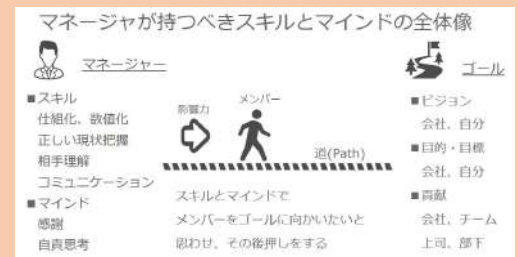 マネージャが持つべきスキルとマインドの全体像
マネージャー
■スキル
仕組化、数値化
正しい現状把握
相手理解
コミュニケーション
■マインド
感謝
自責思考
影響力
メンバー
道(Path)
スキルとマインドで
メンバーをゴールに向かいたいと
思わせ、その後押しをする
ゴール
■ビジョン
会社、自分
■目的・目標
会社、自分
■貢献
会社、チーム
上司、部下